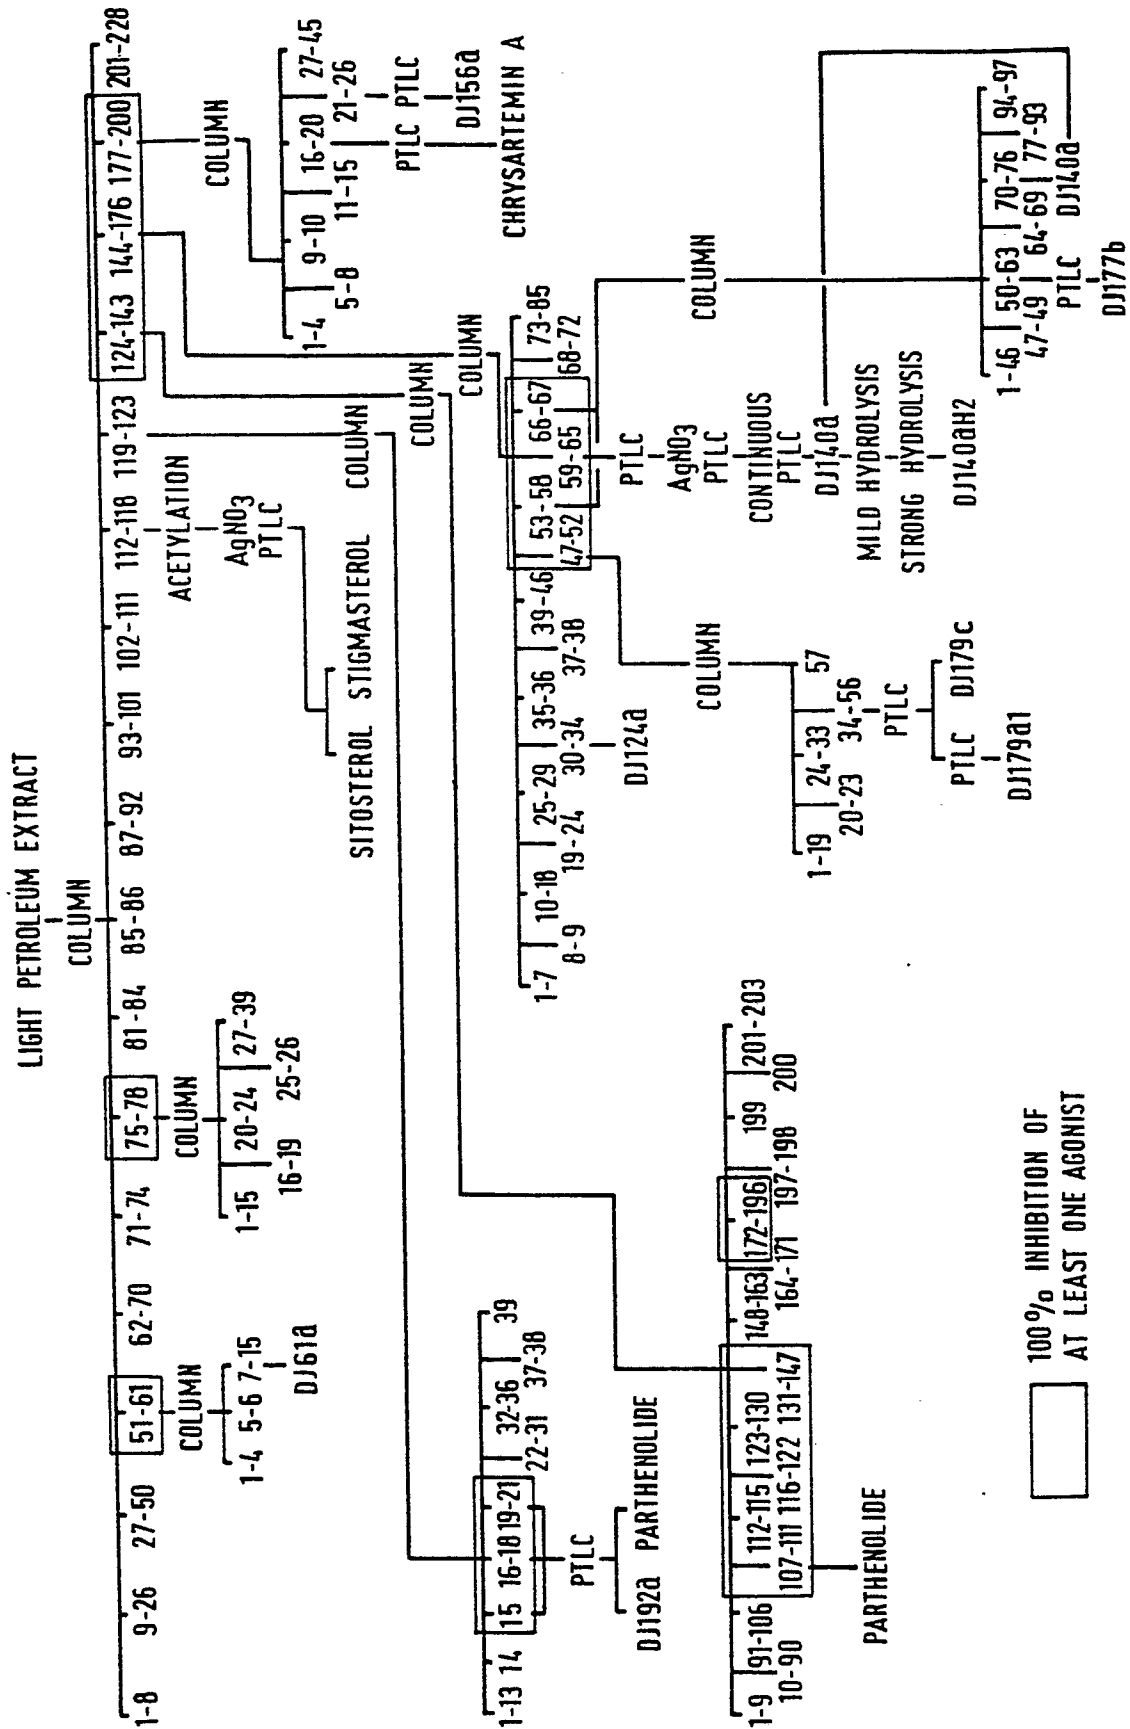 LIGHT PETROLEUM EXTRACT
COLUMN
1-8 9-26 27-50 51-61 62-70 71-74 75-78 81-84 85-86 87-92 93-101 102-111 112-118 119-123 124-143 144-176 177-200 201-228
COLUMN
1-4 5-6 7-15
DJ61a
COLUMN
1-15 20-24 27-39
16-19 25-26
ACETYLATION
AgNO3
PTLC
SITOSTEROL STIGMASTEROL
COLUMN
1-4 9-10 16-20 27-45
5-8 11-15 21-26
PTLC PTLC
DJ156a
CHRYSARTEMIN A
COLUMN
1-13 14 15 16-18 19-21 32-36 39
22-31 37-38
PTLC
DJ192a PARTHENOLIDE
COLUMN
1-9 91-106 112-115 123-130 131-147 148-163 172-196 199 201-203
10-90 107-111 116-122 164-171 197-198 200
PARTHENOLIDE
COLUMN
1-7 10-18 25-29 35-36 39-46 53-58 66-67 73-85
8-9 19-24 30-34 37-38 47-52 59-65 68-72
DJ124a
COLUMN
1-19 24-33 57
20-23 34-56
PTLC
PTLC DJ179c
DJ179a1
PTLC
AgNO3
PTLC
CONTINUOUS
PTLC
DJ140a
MILD HYDROLYSIS
STRONG HYDROLYSIS
DJ140aH2
COLUMN
1-46 50-63 70-76 94-97
47-49 64-69 77-93
PTLC DJ140a
DJ177b
100% INHIBITION OF
AT LEAST ONE AGONIST